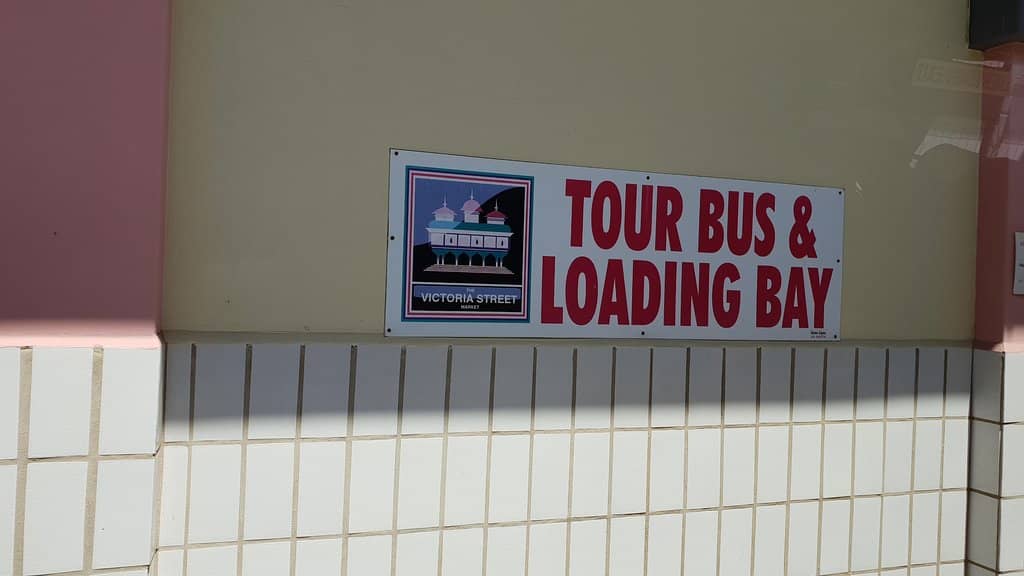 THE
VICTORIA STREET
MARKET
TOUR BUS &
LOADING BAY